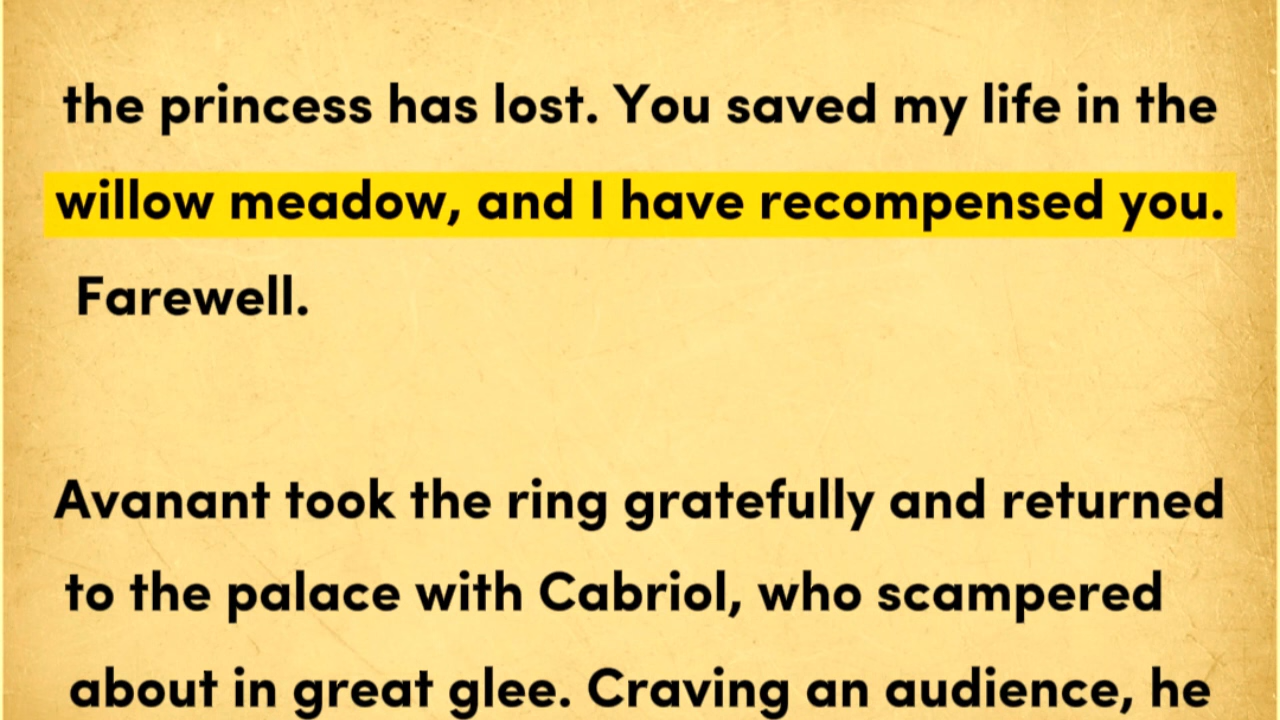 the princess has lost. You saved my life in the
willow meadow, and I have recompensed you.
Farewell.
Avanant took the ring gratefully and returned
to the palace with Cabriol, who scampered
about in great glee. Craving an audience, he